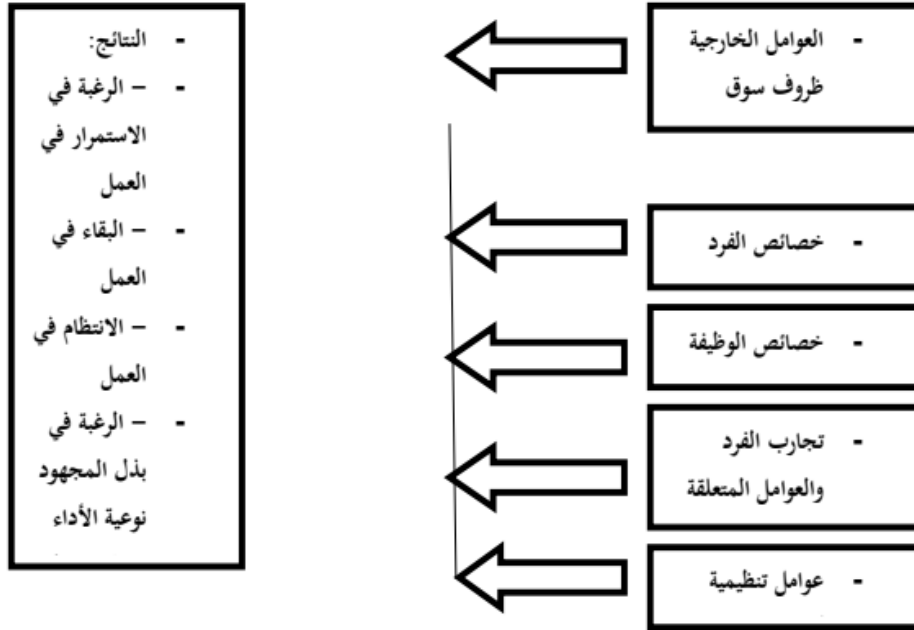 - العوامل الخارجية
ظروف سوق
- خصائص الفرد
- خصائص الوظيفة
- تجارب الفرد
والعوامل المتعلقة
- عوامل تنظيمية
- النتائج:
- – الرغبة في
الاستمرار في
العمل
- – البقاء في
العمل
- – الانتظام في
العمل
- – الرغبة في
بذل المجهود
نوعية الأداء